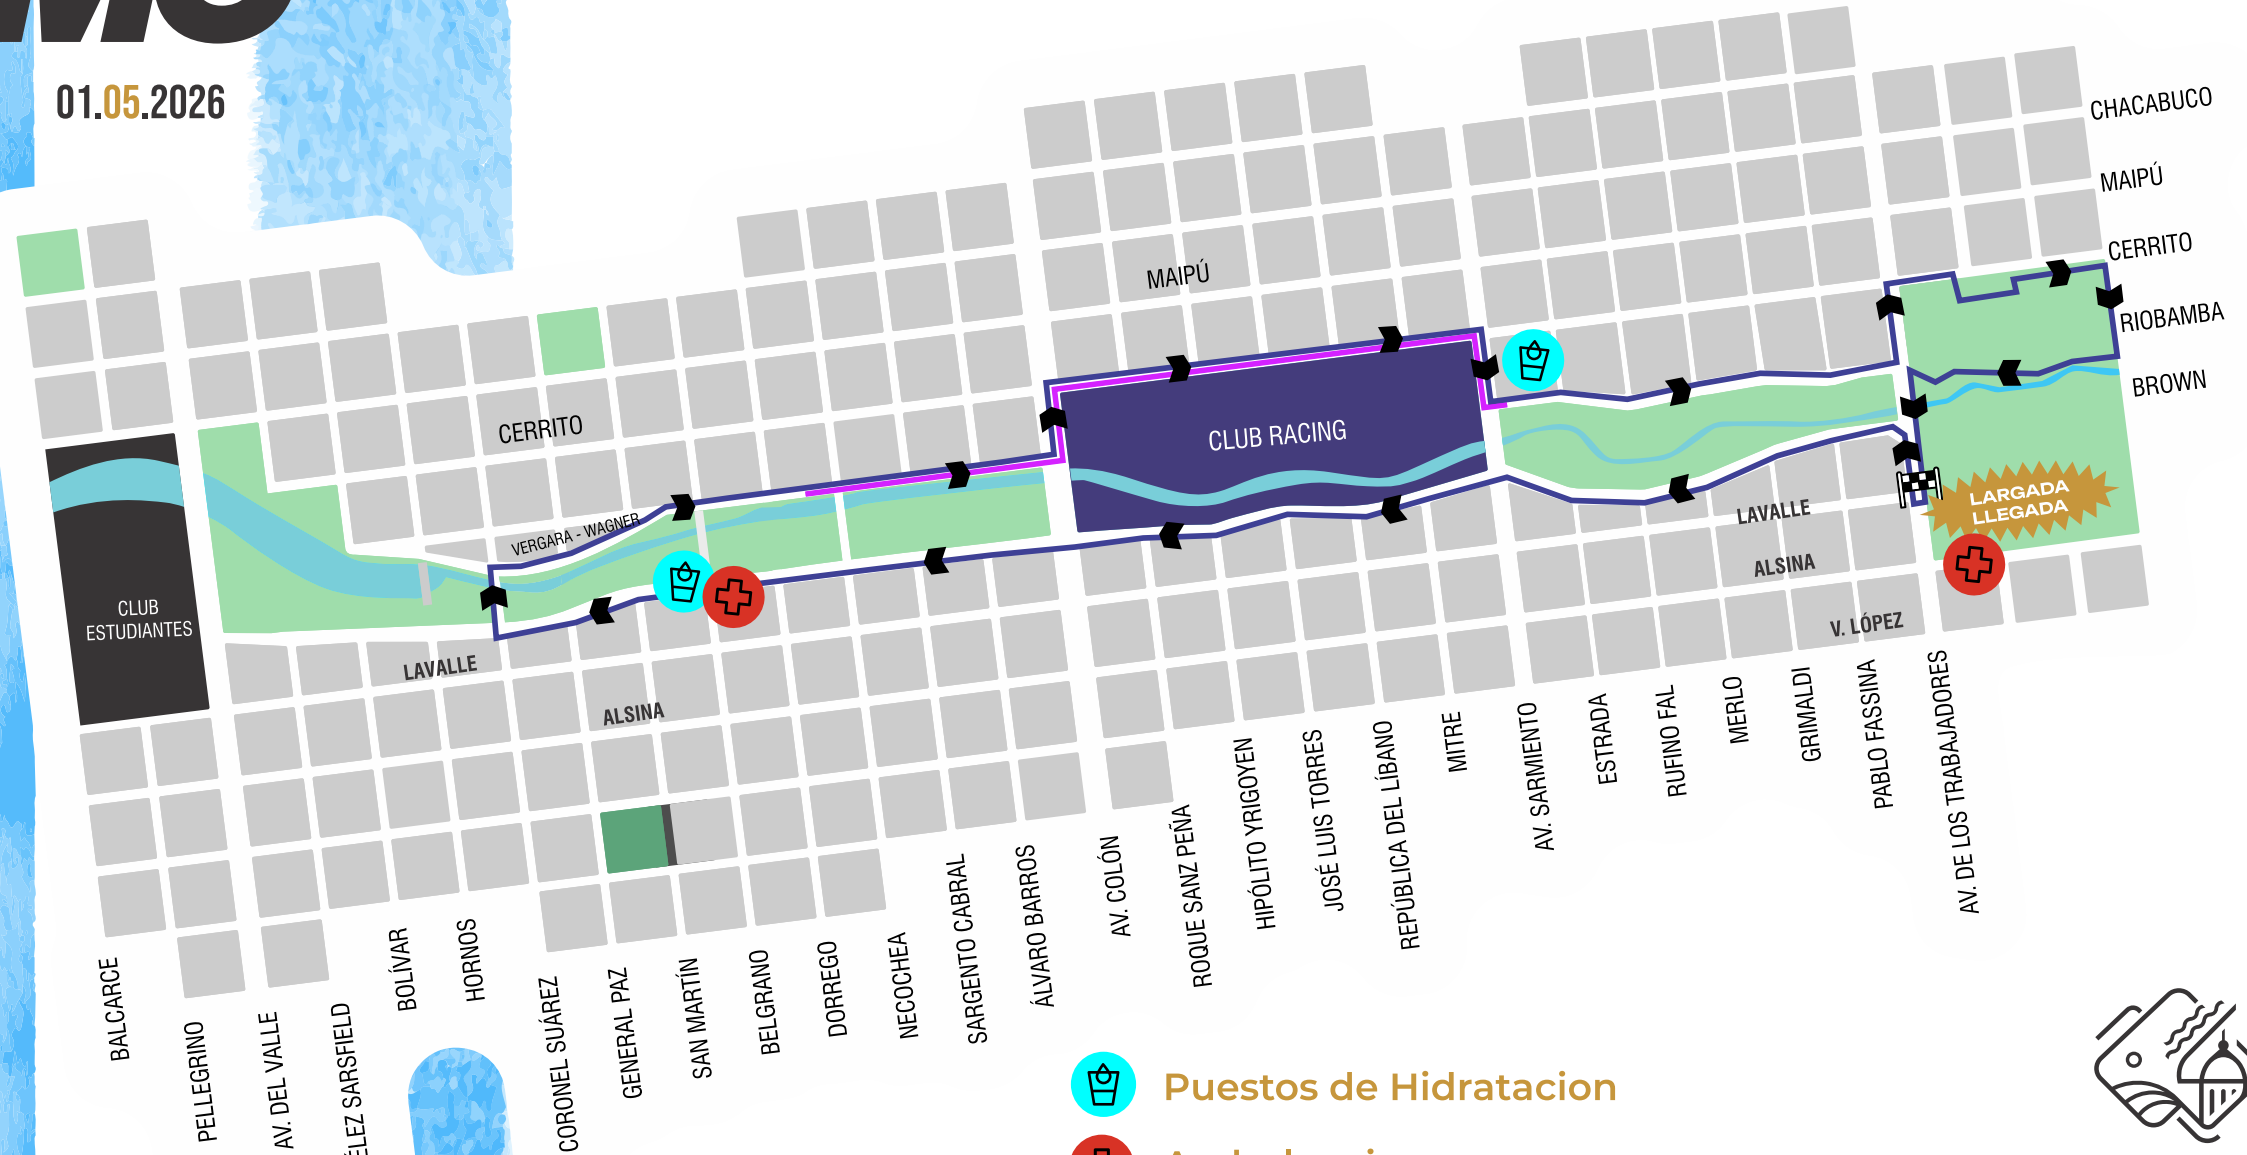 01.05.2026
CHACABUCO
MAIPÚ
CERRITO
RIOBAMBA
BROWN
MAIPÚ
CERRITO
VERGARA - WAGNER
CLUB RACING
CLUB
ESTUDIANTES
LARGADA
LLEGADA
LAVALLE
ALSINA
V. LÓPEZ
LAVALLE
ALSINA
BALCARCE
PELLEGRINO
AV. DEL VALLE
BOLÍVAR
HORNOS
CORONEL SUÁREZ
GENERAL PAZ
SAN MARTÍN
BELGRANO
DORREGO
NECOCHEA
SARGENTO CABRAL
ÁLVARO BARROS
AV. COLÓN
ROQUE SANZ PEÑA
HIPÓLITO YRIGOYEN
JOSÉ LUIS TORRES
REPÚBLICA DEL LÍBANO
MITRE
AV. SARMIENTO
ESTRADA
RUFINO FAL
MERLO
GRIMALDI
PABLO FASSINA
AV. DE LOS TRABAJADORES
Puestos de Hidratacion